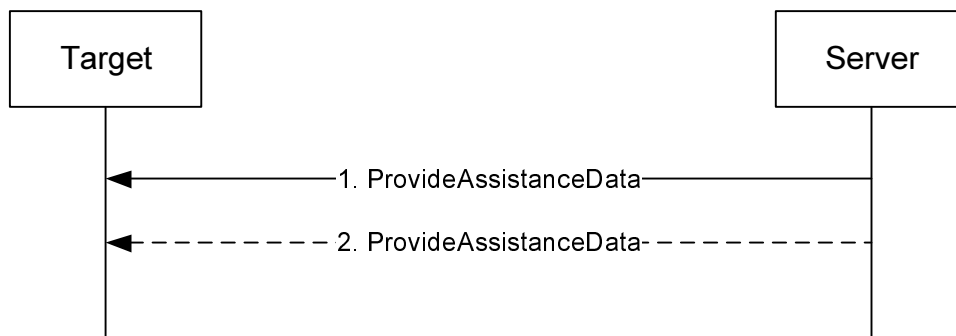 Target
Server
1. ProvideAssistanceData
2. ProvideAssistanceData